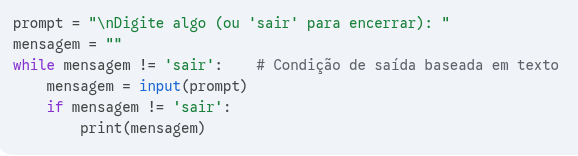 prompt = "\nDigite algo (ou 'sair' para encerrar): "
mensagem = ""
while mensagem != 'sair':    # Condição de saída baseada em texto
    mensagem = input(prompt)
    if mensagem != 'sair':
        print(mensagem)